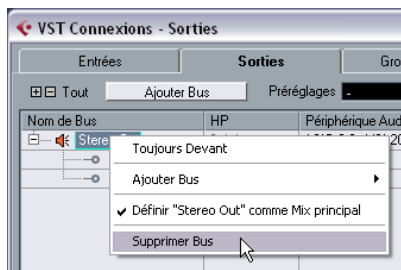 VST Connexions - Sorties
Entrées Sorties Gro
Tout Ajouter Bus Préréglages -
Nom de Bus HP Périphérique Aud
Stere
Toujours Devant
Ajouter Bus
Définir "Stereo Out" comme Mix principal
Supprimer Bus